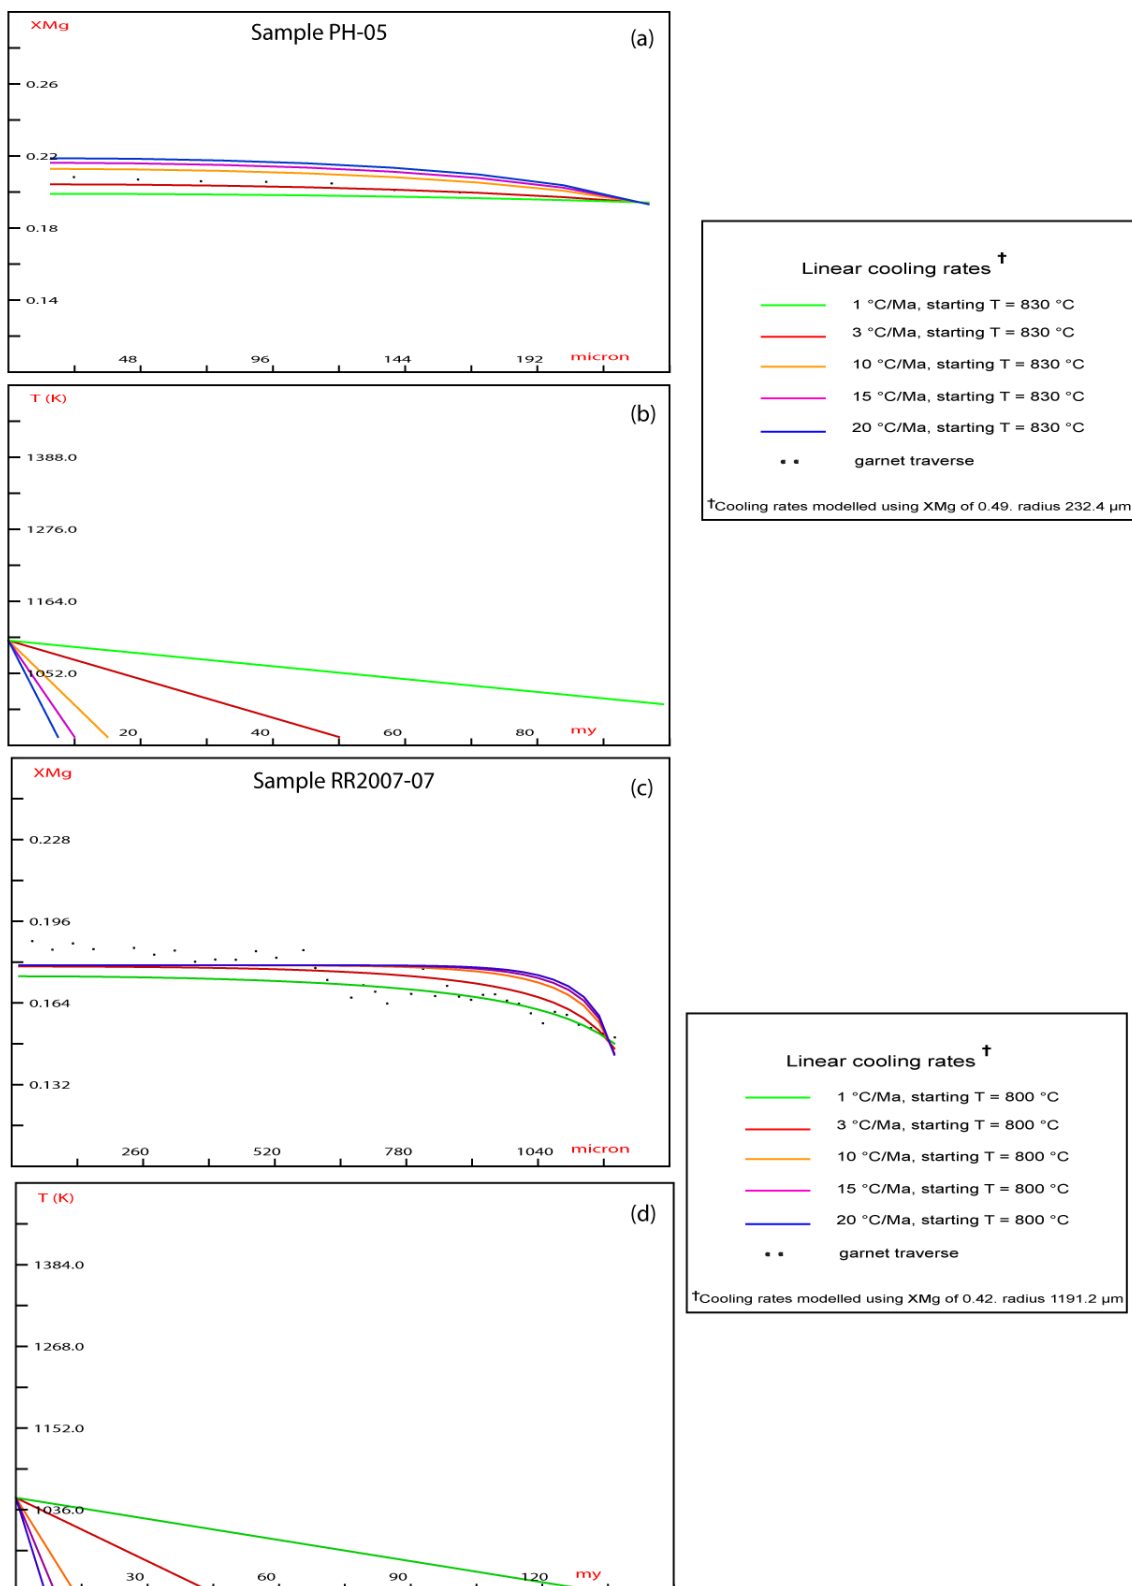 XMg
Sample PH-05
(a)
0.26
0.22
0.18
0.14
48
96
144
192
micron
Linear cooling rates †
1 °C/Ma, starting T = 830 °C
3 °C/Ma, starting T = 830 °C
10 °C/Ma, starting T = 830 °C
15 °C/Ma, starting T = 830 °C
20 °C/Ma, starting T = 830 °C
garnet traverse
†Cooling rates modelled using XMg of 0.49. radius 232.4 µm
T (K)
(b)
1388.0
1276.0
1164.0
1052.0
20
40
60
80
my
XMg
Sample RR2007-07
(c)
0.228
0.196
0.164
0.132
260
520
780
1040
micron
Linear cooling rates †
1 °C/Ma, starting T = 800 °C
3 °C/Ma, starting T = 800 °C
10 °C/Ma, starting T = 800 °C
15 °C/Ma, starting T = 800 °C
20 °C/Ma, starting T = 800 °C
garnet traverse
†Cooling rates modelled using XMg of 0.42. radius 1191.2 µm
T (K)
(d)
1384.0
1268.0
1152.0
1036.0
30
60
90
120
my